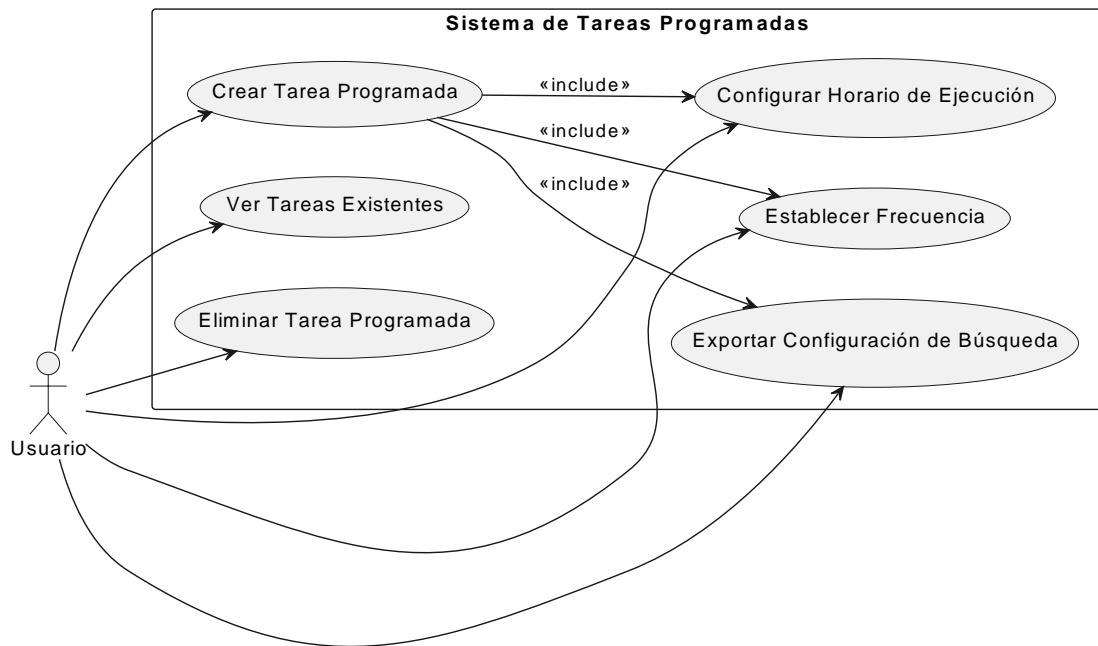 Sistema de Tareas Programadas
Crear Tarea Programada
«include»
Configurar Horario de Ejecución
«include»
«include»
Ver Tareas Existentes
Establecer Frecuencia
Eliminar Tarea Programada
Exportar Configuración de Búsqueda
Usuario